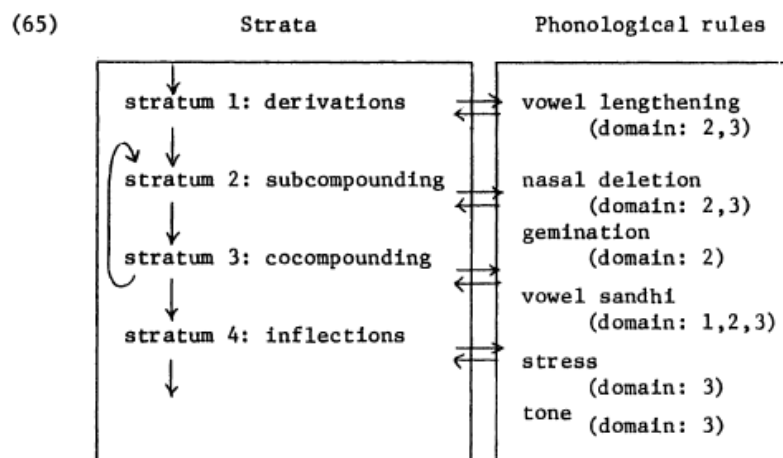 (65) Strata Phonological rules
stratum 1: derivations
stratum 2: subcompounding
stratum 3: cocompounding
stratum 4: inflections
vowel lengthening
(domain: 2,3)
nasal deletion
(domain: 2,3)
gemination
(domain: 2)
vowel sandhi
(domain: 1,2,3)
stress
(domain: 3)
tone
(domain: 3)